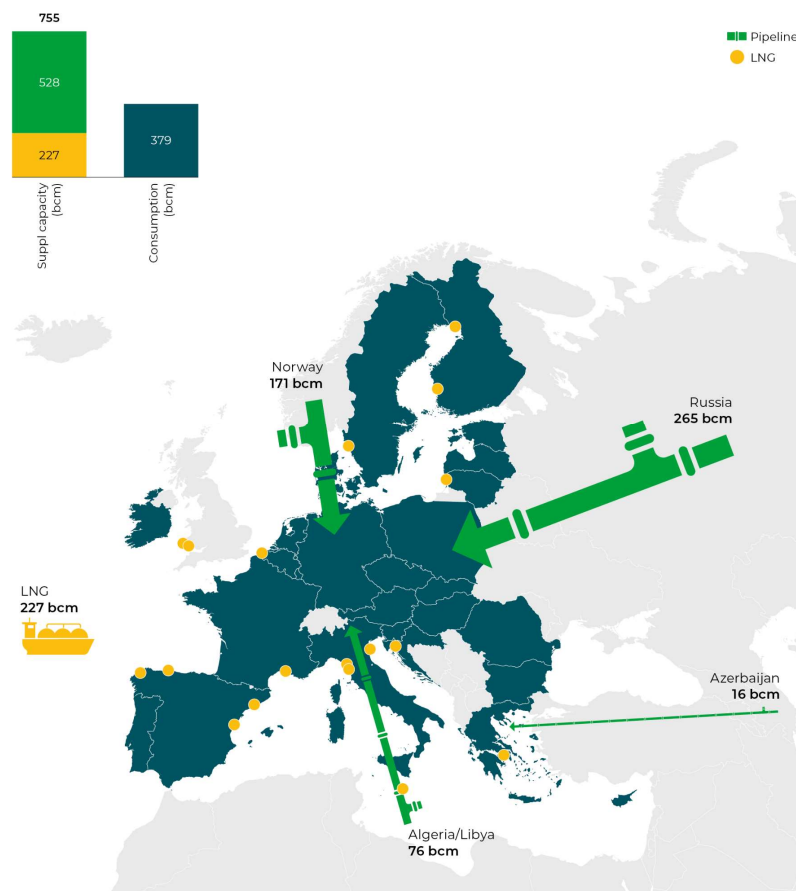 755
528
227
379
Suppl capacity
(bcm)
Consumption
(bcm)
Pipeline
LNG
Norway
171 bcm
Russia
265 bcm
LNG
227 bcm
Azerbaijan
16 bcm
Algeria/Libya
76 bcm